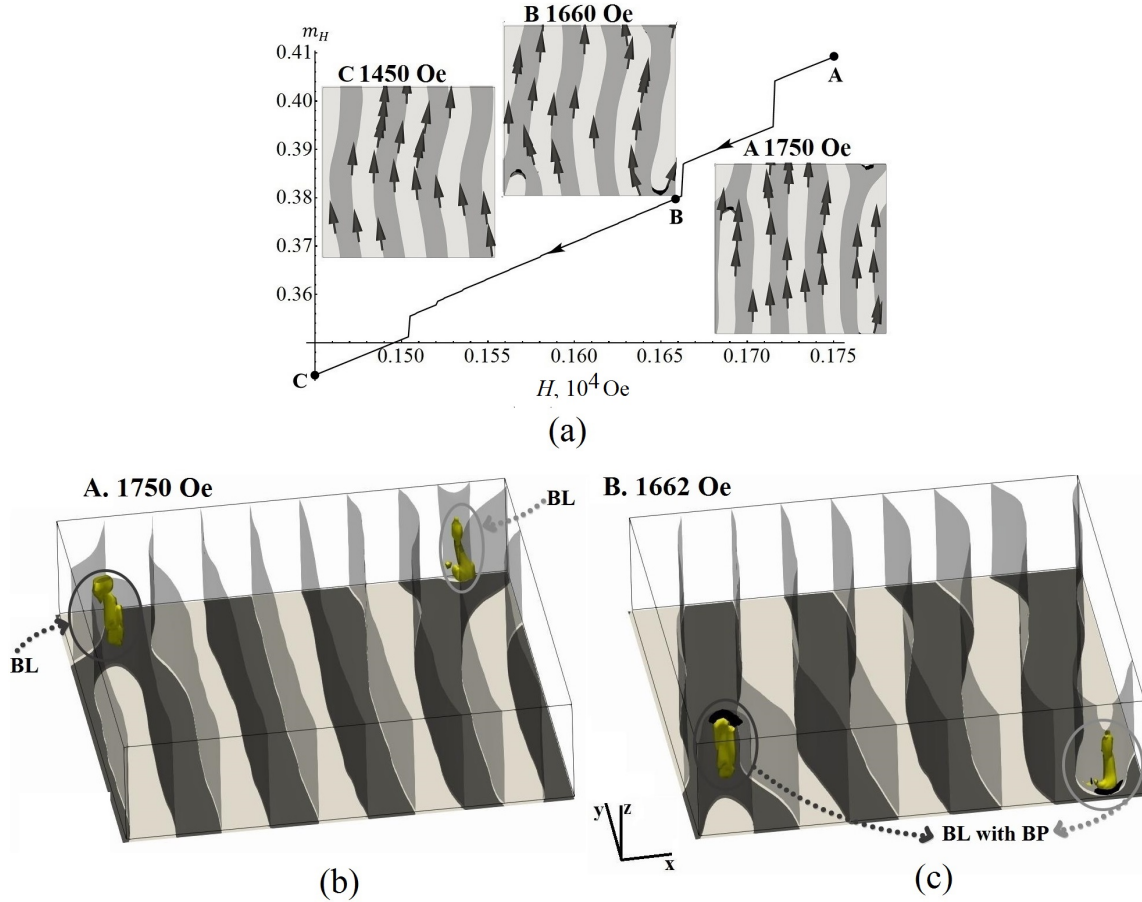 m_H
0.41
0.40
0.39
0.38
0.37
0.36
C 1450 Oe
B 1660 Oe
A 1750 Oe
A
B
C
0.150
0.155
0.160
0.165
0.170
0.175
H, 10^4 Oe
(a)
A. 1750 Oe
BL
BL
(b)
B. 1662 Oe
BL with BP
y
z
x
(c)